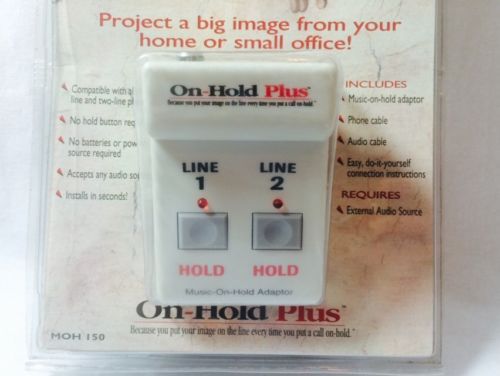 Project a big image from your
home or small office!
Compatible with al
line and two-line p
No hold button req
No batteries or pow
source required
Accepts any audio so
Installs in seconds!
On-Hold Plus™
Because you put your image on the line every time you put a call on-hold.™
LINE 1
LINE 2
HOLD
HOLD
Music-On-Hold Adaptor
INCLUDES
Music-on-hold adaptor
Phone cable
Audio cable
Easy, do-it-yourself
connection instructions
REQUIRES
External Audio Source
On-Hold Plus™
Because you put your image on the line every time you put a call on-hold.™
MOH 150